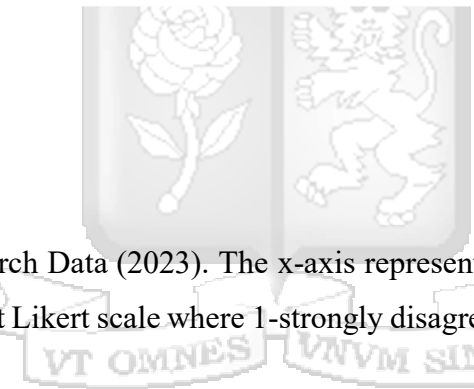 rch Data (2023). The x-axis represent
t Likert scale where 1-strongly disagre
VT OMNES VNVM SI